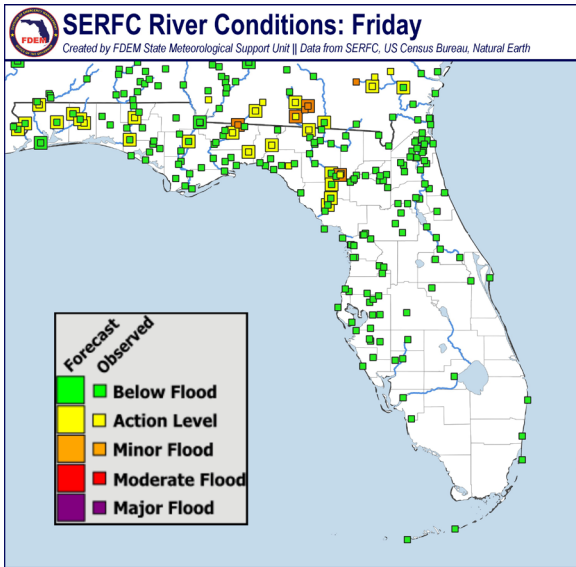 SERFC River Conditions: Friday
Created by FDEM State Meteorological Support Unit || Data from SERFC, US Census Bureau, Natural Earth
FDEM
Forecast
Observed
Below Flood
Action Level
Minor Flood
Moderate Flood
Major Flood